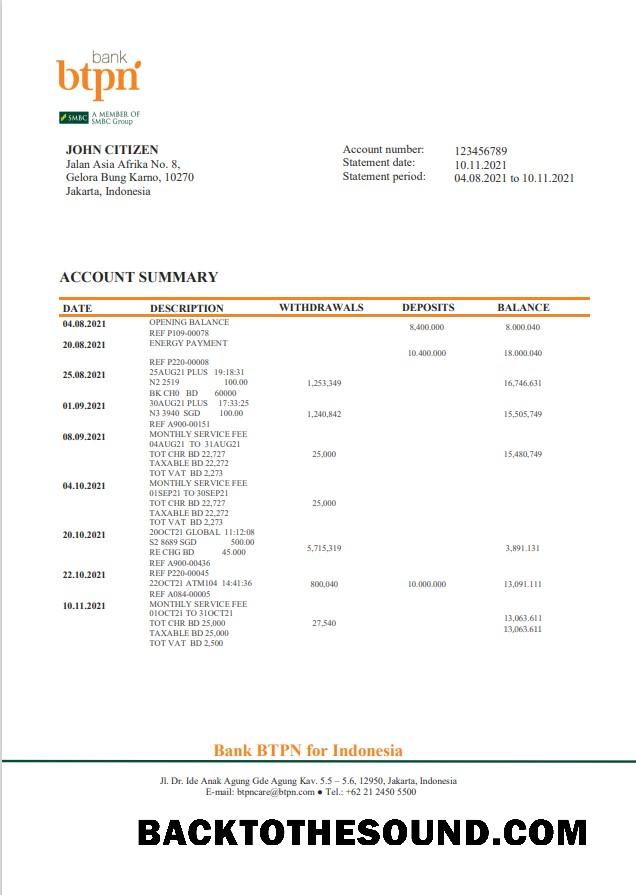 bank
btpn
SMBC A MEMBER OF
SMBC Group
JOHN CITIZEN
Jalan Asia Afrika No. 8,
Gelora Bung Karno, 10270
Jakarta, Indonesia
Account number: 123456789
Statement date: 10.11.2021
Statement period: 04.08.2021 to 10.11.2021
ACCOUNT SUMMARY
DATE DESCRIPTION WITHDRAWALS DEPOSITS BALANCE
04.08.2021 OPENING BALANCE 8,400.000 8.000.040
REF P109-00078
20.08.2021 ENERGY PAYMENT
10.400.000 18.000.040
REF P220-00008
25.08.2021 25AUG21 PLUS 19:18:31
N2 2519 100.00 1,253,349 16,746.631
BK CH0 BD 60000
01.09.2021 30AUG21 PLUS 17:33:25
N3 3940 SGD 100.00 1,240,842 15,505,749
REF A900-00151
08.09.2021 MONTHLY SERVICE FEE
04AUG21 TO 31AUG21
TOT CHR BD 22,727 25,000 15,480,749
TAXABLE BD 22,272
TOT VAT BD 2,273
04.10.2021 MONTHLY SERVICE FEE
01SEP21 TO 30SEP21
TOT CHR BD 22,727 25,000
TAXABLE BD 22,272
TOT VAT BD 2,273
20.10.2021 20OCT21 GLOBAL 11:12:08
S2 8689 SGD 500.00
RE CHG BD 45.000 5,715,319 3,891.131
REF A900-00436
22.10.2021 REF P220-00045
22OCT21 ATM104 14:41:36 800,040 10.000.000 13,091.111
REF A084-00005
10.11.2021 MONTHLY SERVICE FEE
01OCT21 TO 31OCT21 13,063.611
TOT CHR BD 25,000 27,540
TAXABLE BD 25,000 13,063.611
TOT VAT BD 2,500
Bank BTPN for Indonesia
Jl. Dr. Ide Anak Agung Gde Agung Kav. 5.5 – 5.6, 12950, Jakarta, Indonesia
E-mail: btpncare@btpn.com ● Tel.: +62 21 2450 5500
BACKTOTHESOUND.COM